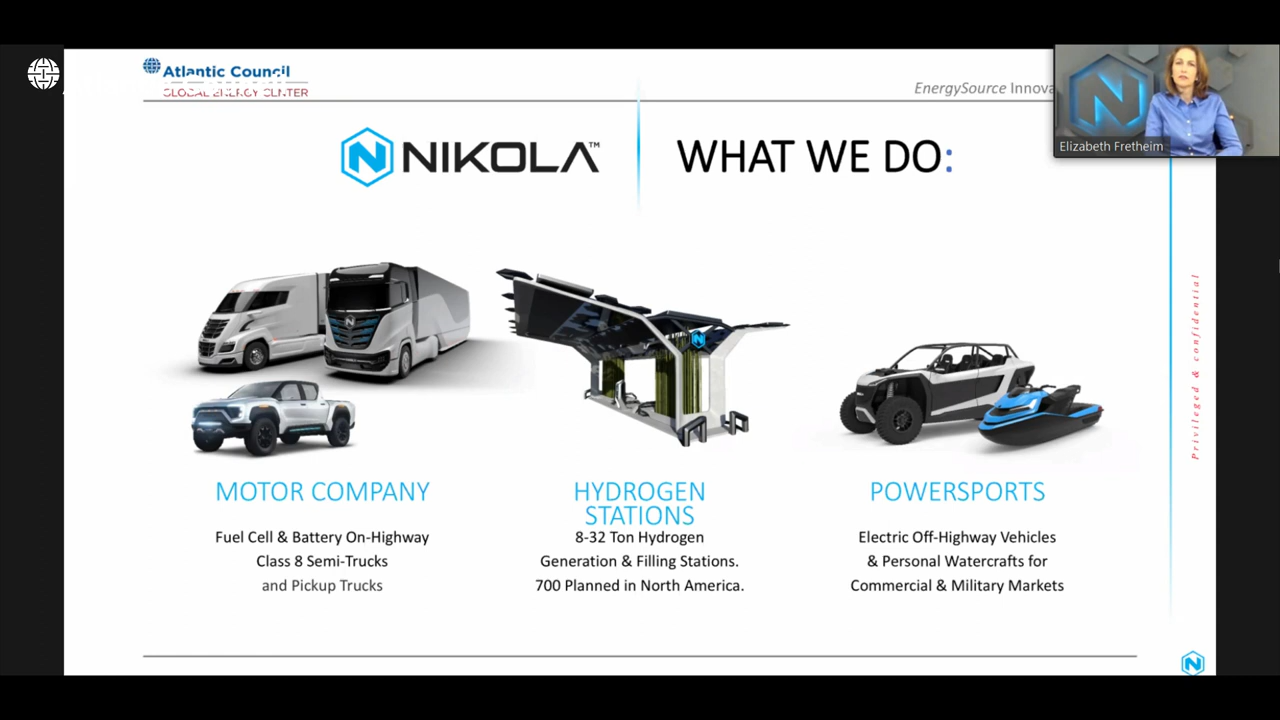 Atlantic Council
GLOBAL ENERGY CENTER
EnergySource Innova
Elizabeth Fretheim
NIKOLA™
WHAT WE DO:
MOTOR COMPANY
Fuel Cell & Battery On-Highway
Class 8 Semi-Trucks
and Pickup Trucks
HYDROGEN
STATIONS
8-32 Ton Hydrogen
Generation & Filling Stations.
700 Planned in North America.
POWERSPORTS
Electric Off-Highway Vehicles
& Personal Watercrafts for
Commercial & Military Markets
Privileged & confidential